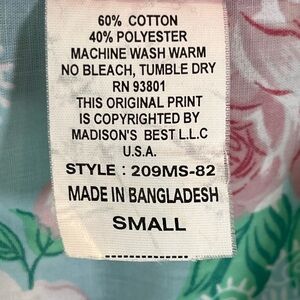 60% COTTON
40% POLYESTER
MACHINE WASH WARM
NO BLEACH, TUMBLE DRY
RN 93801
THIS ORIGINAL PRINT
IS COPYRIGHTED BY
MADISON'S BEST L.L.C
U.S.A.
STYLE : 209MS-82
MADE IN BANGLADESH
SMALL